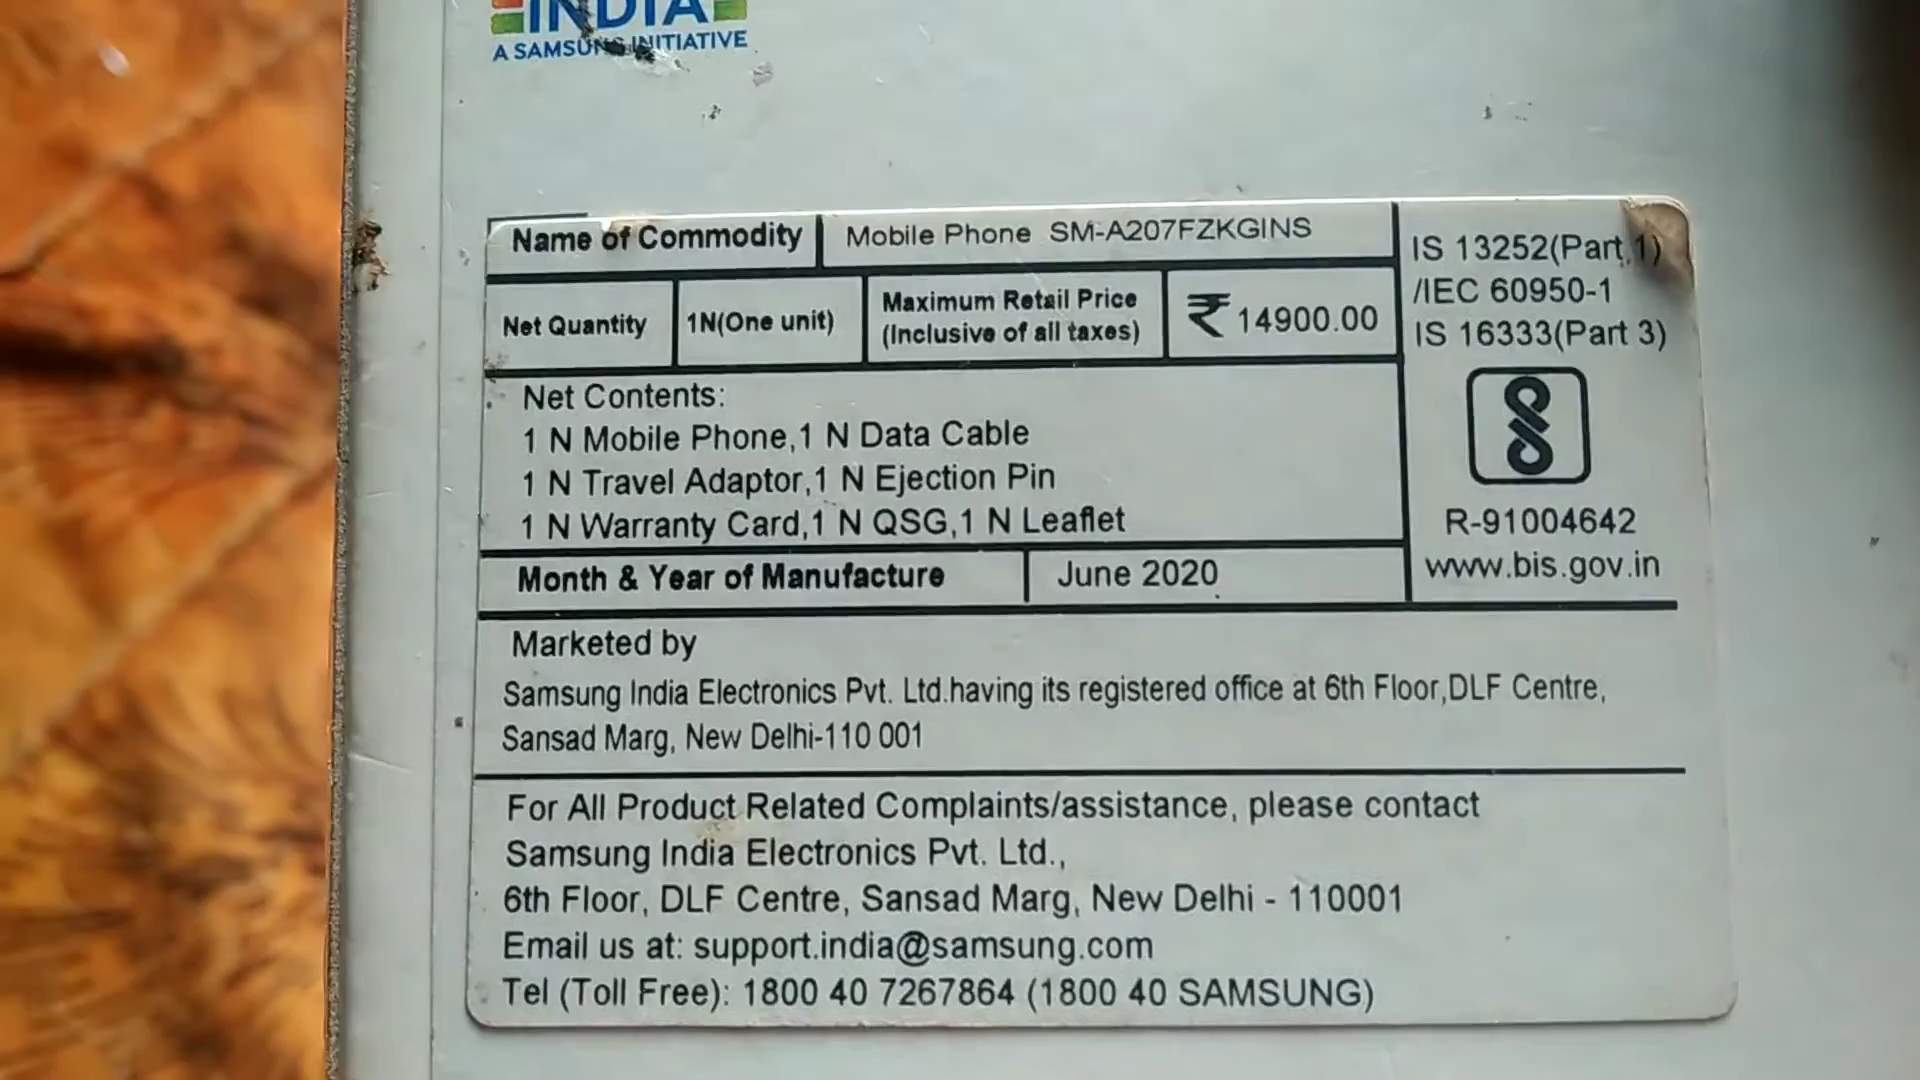 INDIA
A SAMSUNG INITIATIVE
Name of Commodity Mobile Phone SM-A207FZKGINS
Net Quantity 1N(One unit) Maximum Retail Price (Inclusive of all taxes) ₹ 14900.00
IS 13252(Part 1)
/IEC 60950-1
IS 16333(Part 3)
Net Contents:
1 N Mobile Phone,1 N Data Cable
1 N Travel Adaptor,1 N Ejection Pin
1 N Warranty Card,1 N QSG,1 N Leaflet
R-91004642
www.bis.gov.in
Month & Year of Manufacture June 2020
Marketed by
Samsung India Electronics Pvt. Ltd.having its registered office at 6th Floor,DLF Centre,
Sansad Marg, New Delhi-110 001
For All Product Related Complaints/assistance, please contact
Samsung India Electronics Pvt. Ltd.,
6th Floor, DLF Centre, Sansad Marg, New Delhi - 110001
Email us at: support.india@samsung.com
Tel (Toll Free): 1800 40 7267864 (1800 40 SAMSUNG)